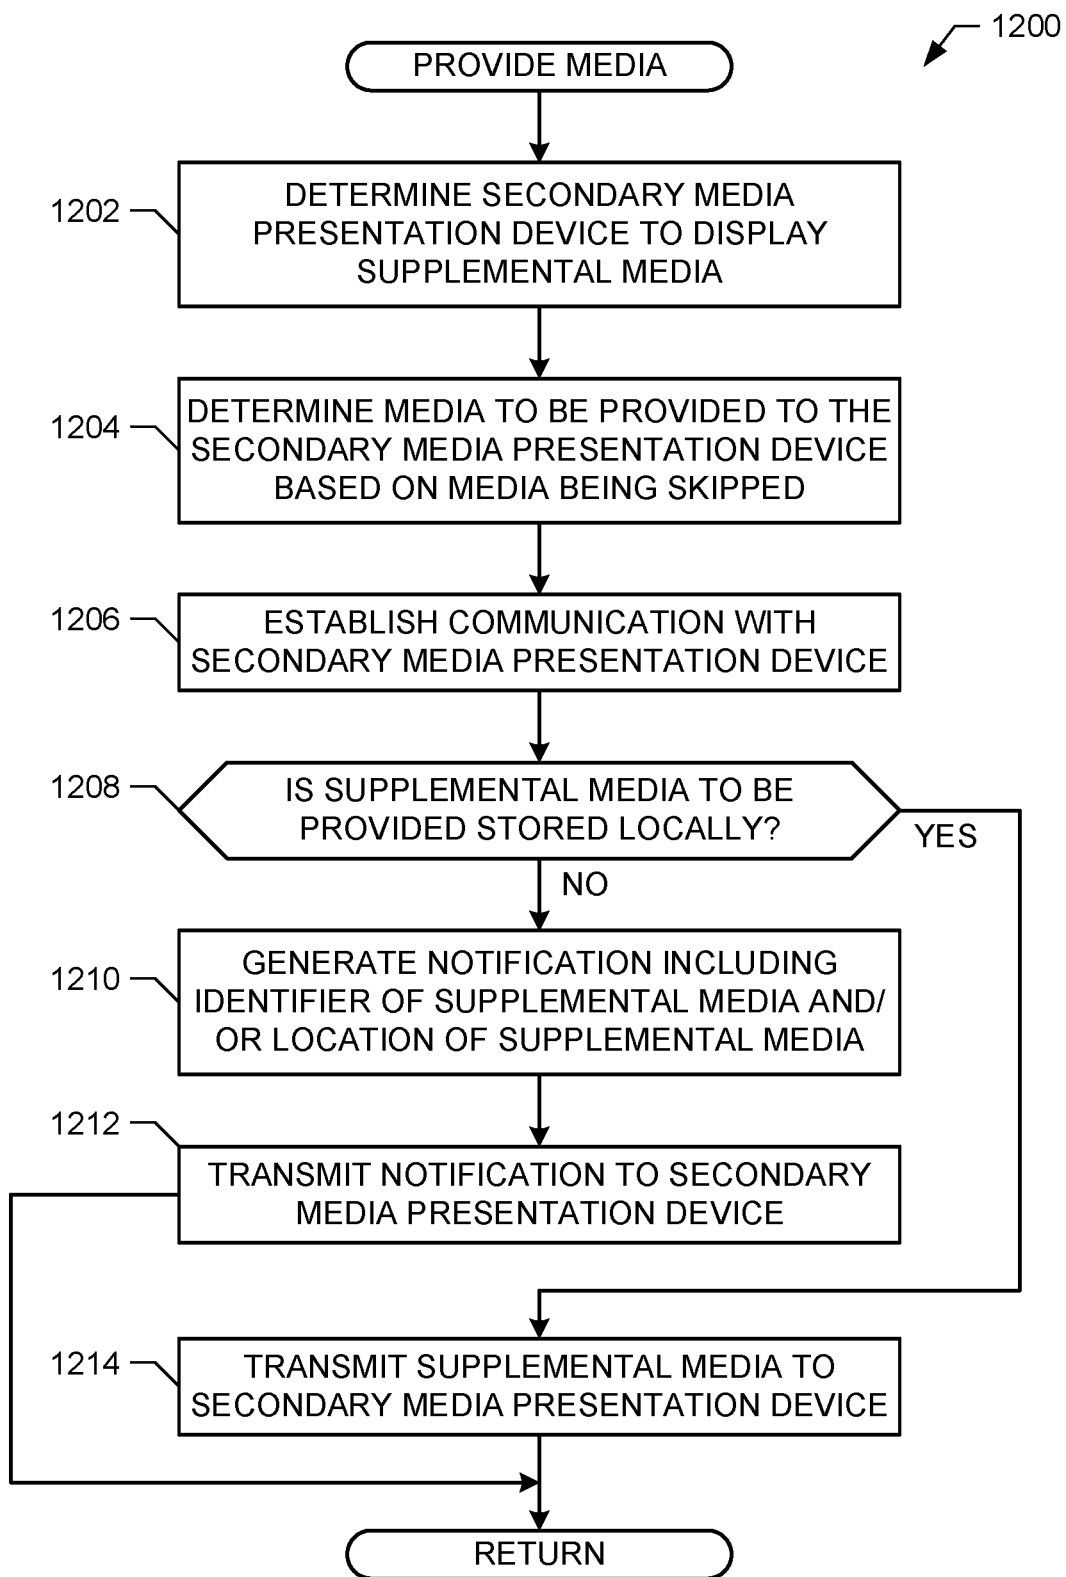 1200
PROVIDE MEDIA
1202
DETERMINE SECONDARY MEDIA
PRESENTATION DEVICE TO DISPLAY
SUPPLEMENTAL MEDIA
1204
DETERMINE MEDIA TO BE PROVIDED TO THE
SECONDARY MEDIA PRESENTATION DEVICE
BASED ON MEDIA BEING SKIPPED
1206
ESTABLISH COMMUNICATION WITH
SECONDARY MEDIA PRESENTATION DEVICE
1208
IS SUPPLEMENTAL MEDIA TO BE
PROVIDED STORED LOCALLY?
YES
NO
1210
GENERATE NOTIFICATION INCLUDING
IDENTIFIER OF SUPPLEMENTAL MEDIA AND/
OR LOCATION OF SUPPLEMENTAL MEDIA
1212
TRANSMIT NOTIFICATION TO SECONDARY
MEDIA PRESENTATION DEVICE
1214
TRANSMIT SUPPLEMENTAL MEDIA TO
SECONDARY MEDIA PRESENTATION DEVICE
RETURN